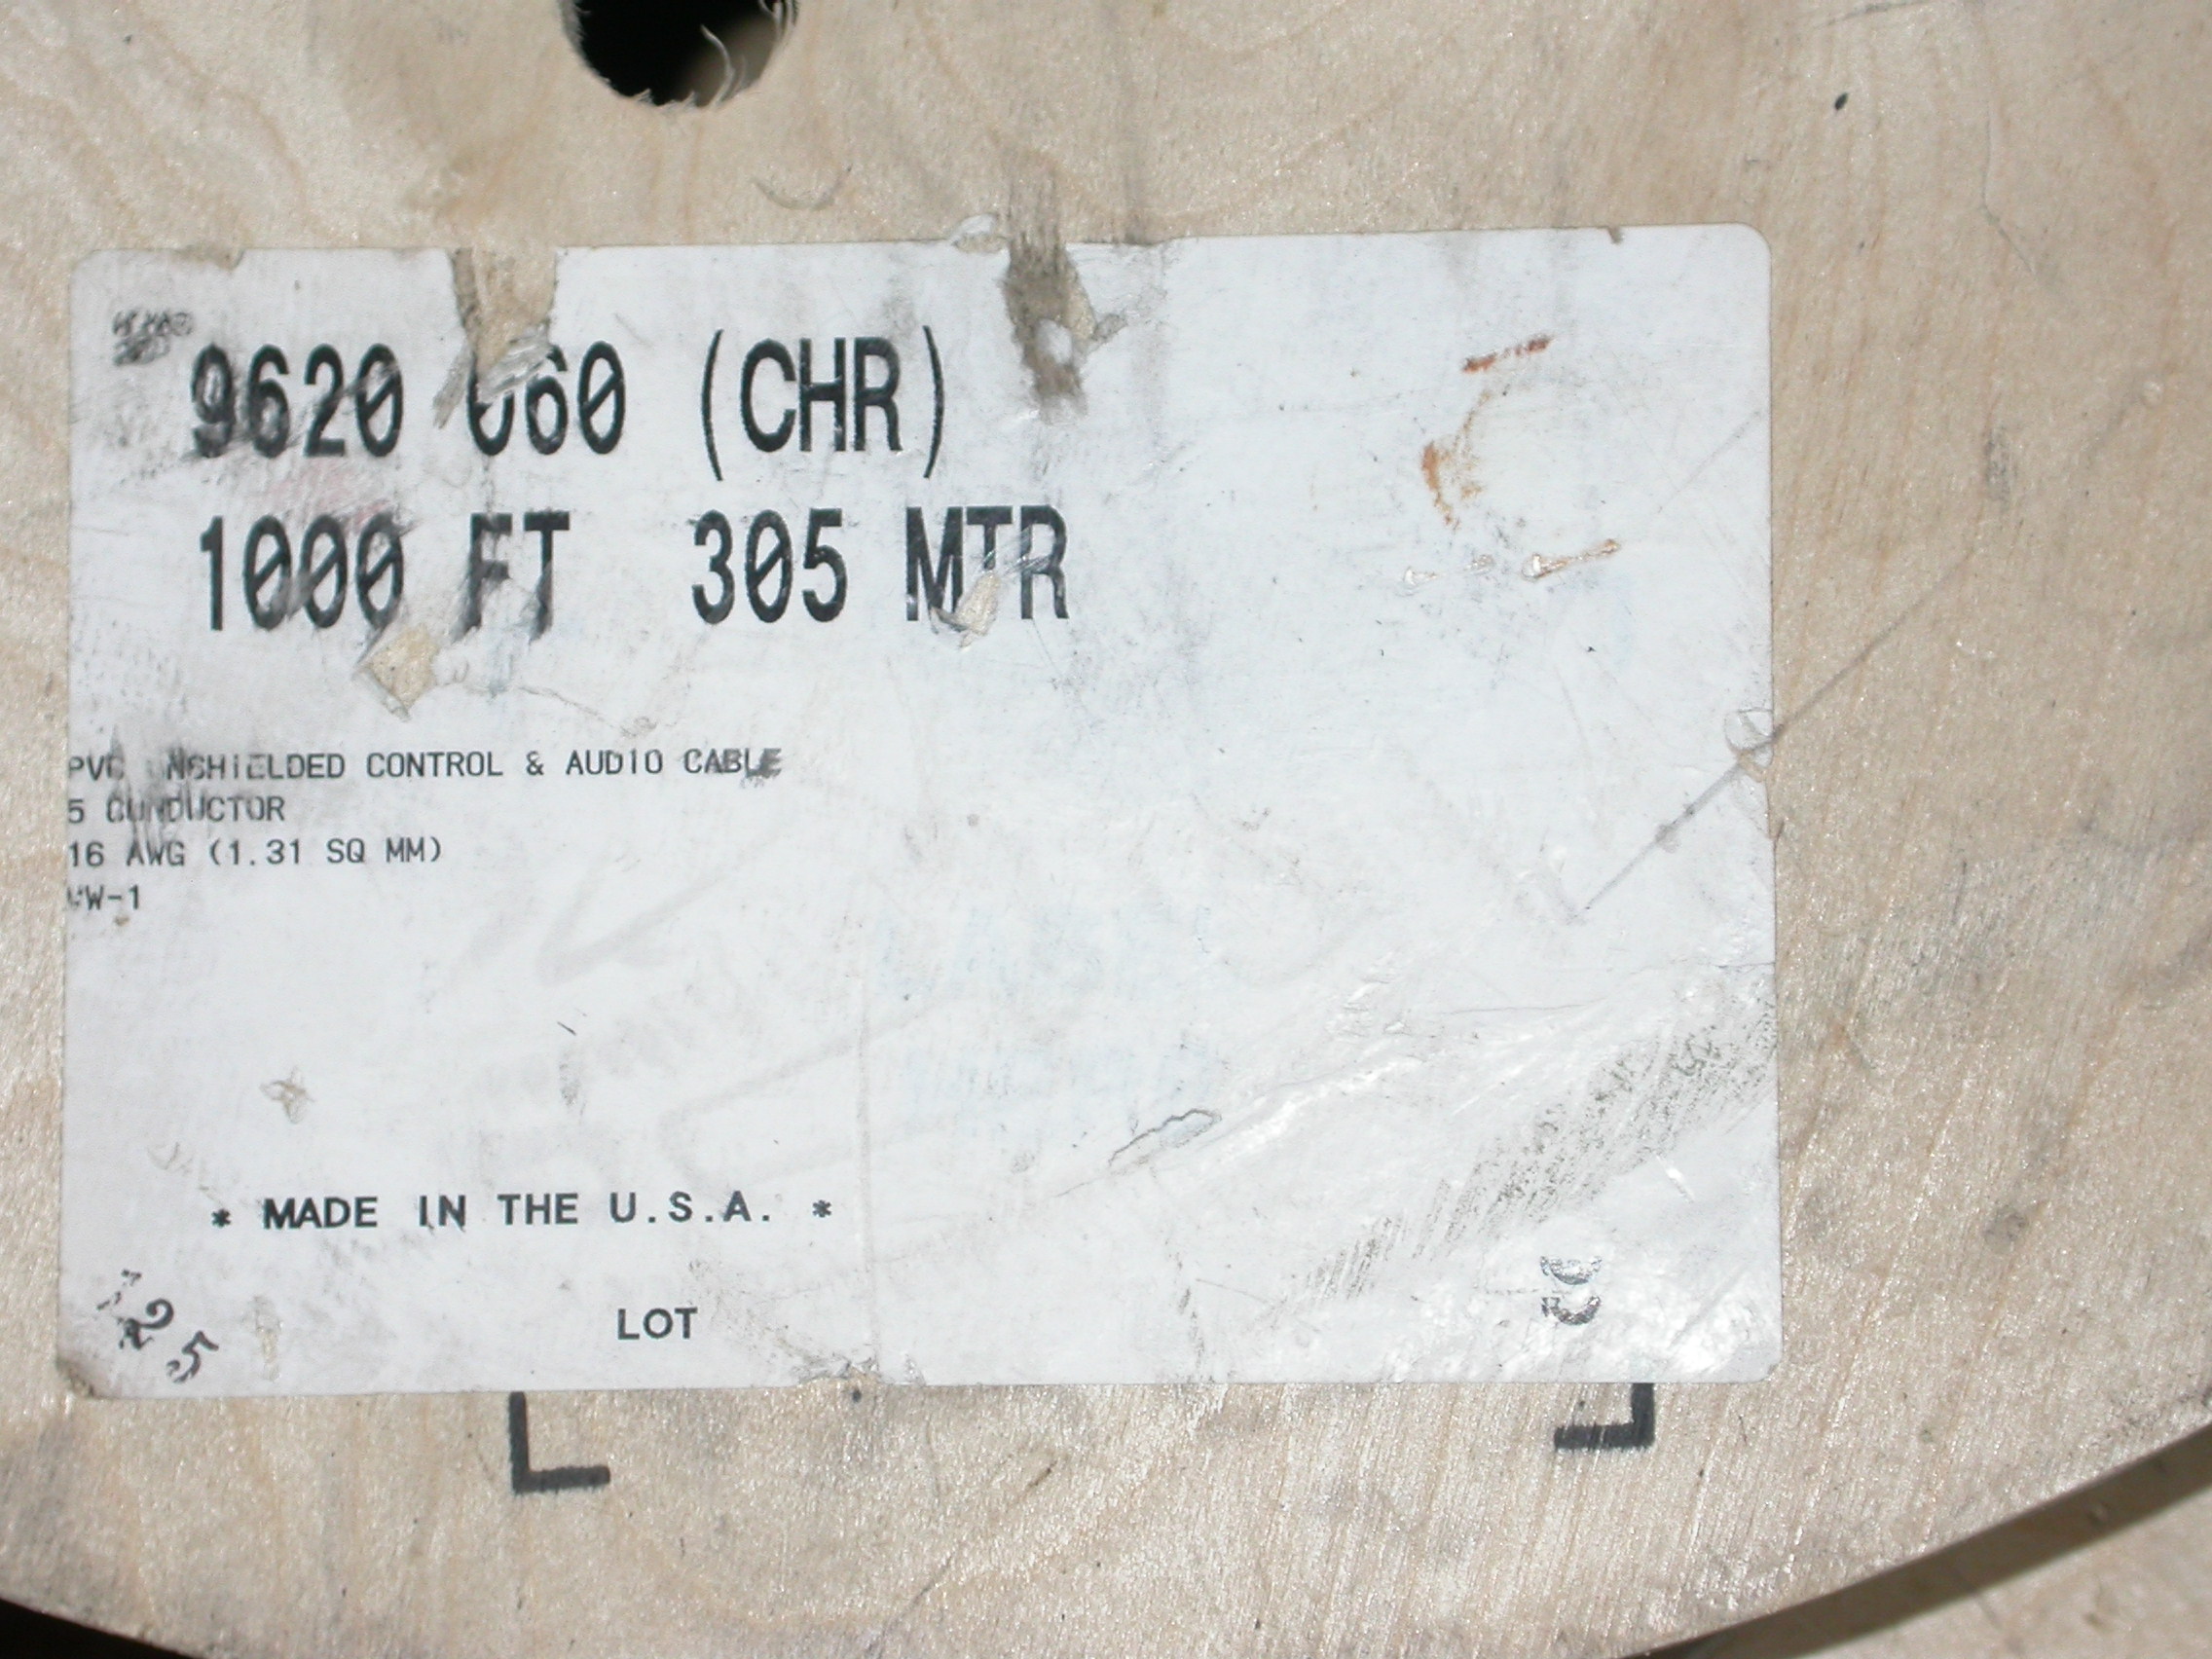 9620 060 (CHR)
1000 FT 305 MTR
PVC UNSHIELDED CONTROL & AUDIO CABLE
5 CONDUCTOR
16 AWG (1.31 SQ MM)
VW-1
* MADE IN THE U.S.A. *
LOT
25